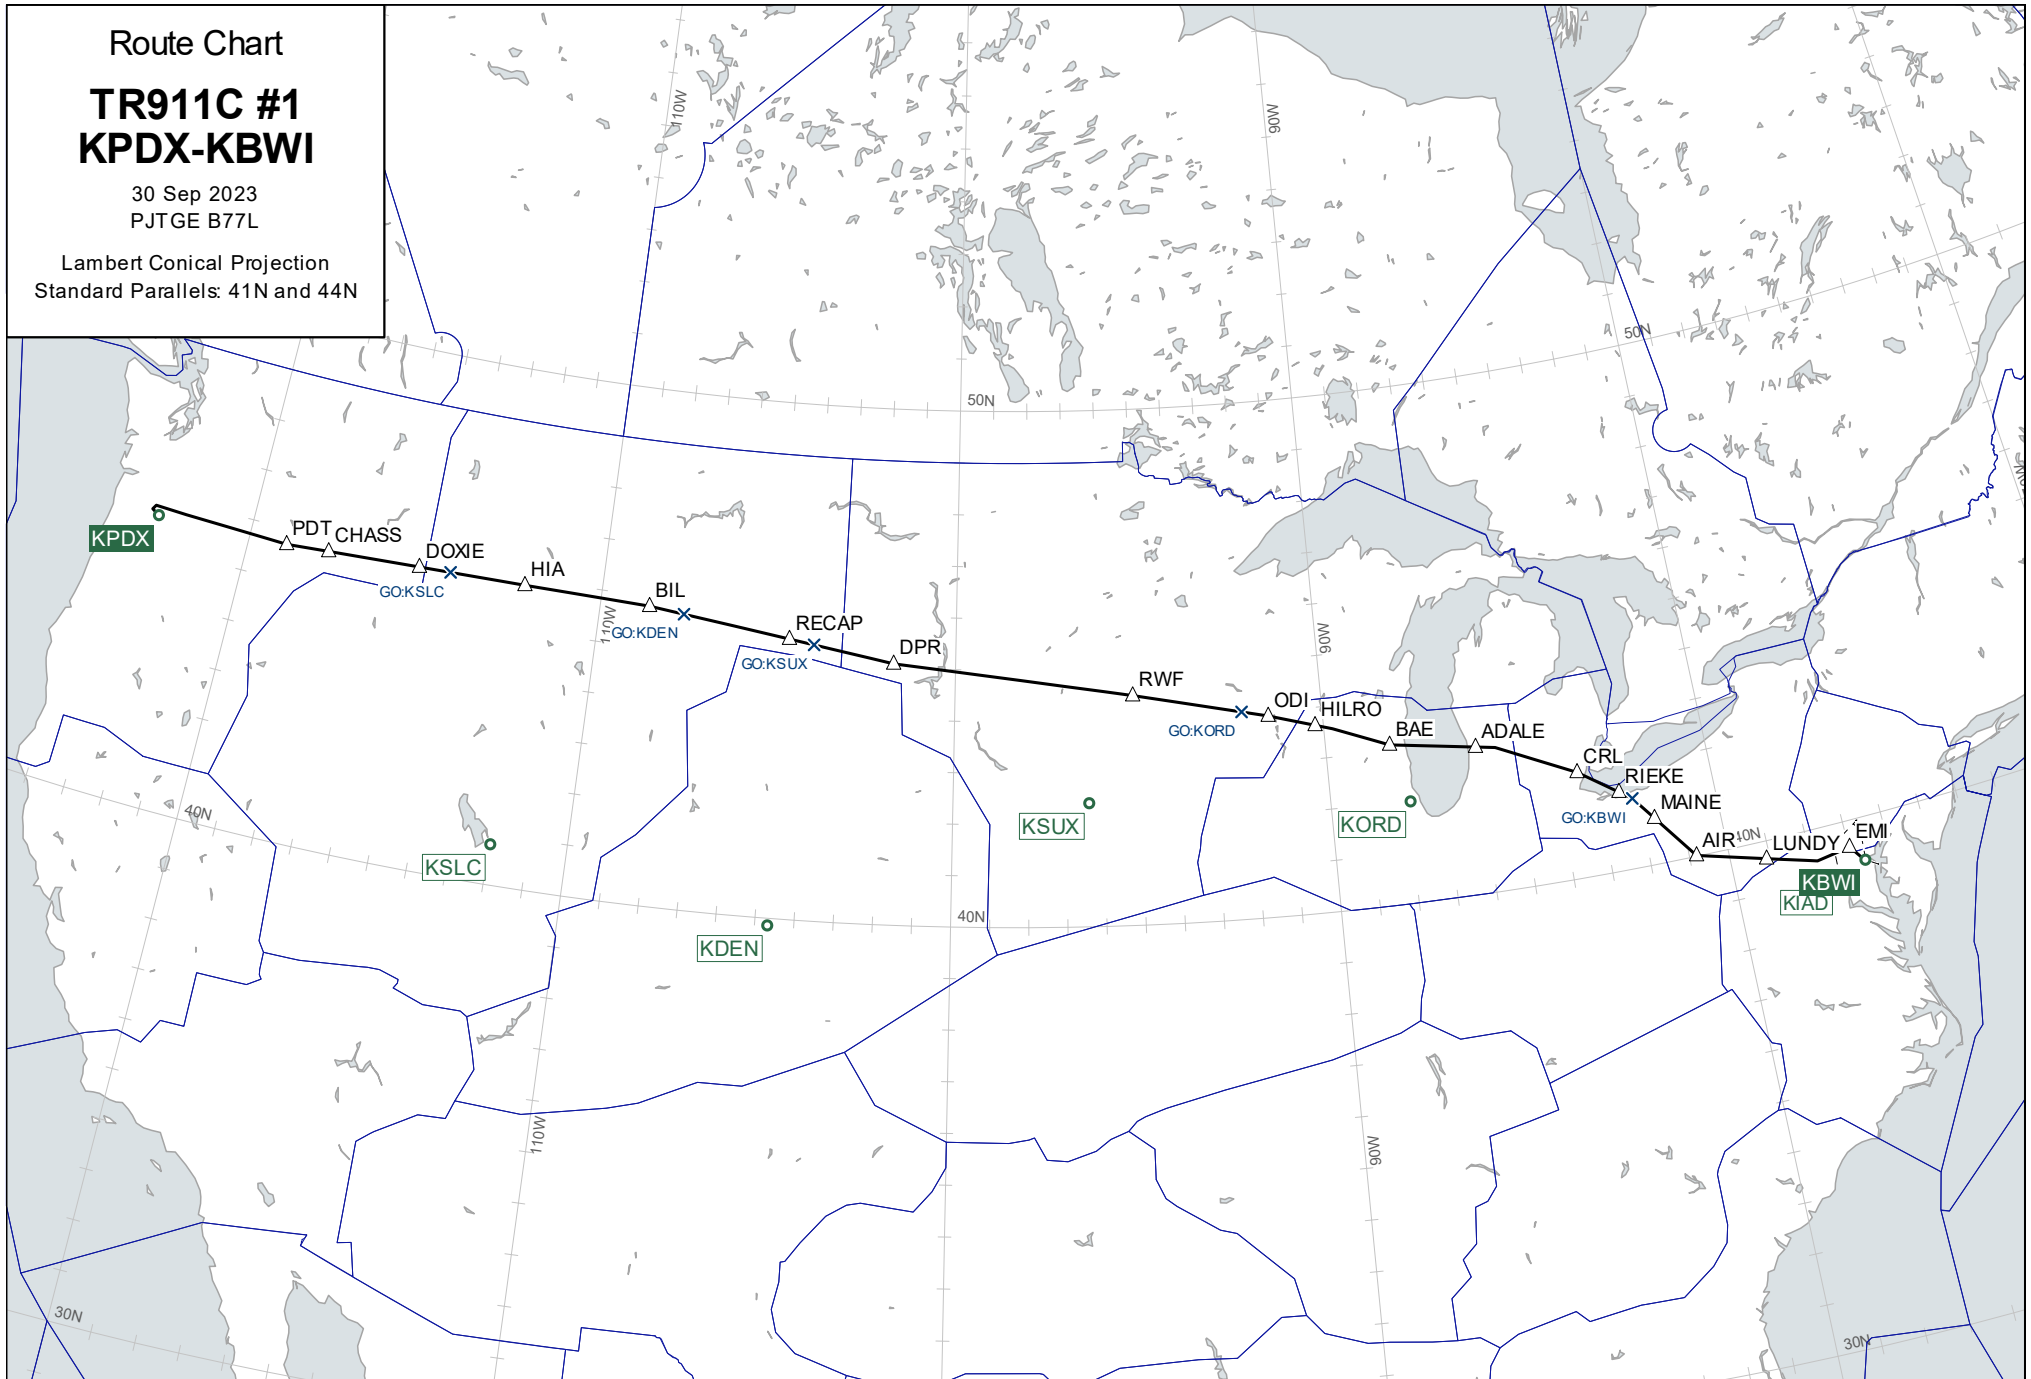 Route Chart
TR911C #1
KPDX-KBWI
30 Sep 2023
PJTGE B77L
Lambert Conical Projection
Standard Parallels: 41N and 44N
110W
90W
50N
50N
KPDX
PDT
CHASS
DOXIE
GO:KSLC
HIA
BIL
110W
GO:KDEN
RECAP
GO:KSUX
DPR
90W
RWF
ODI
GO:KORD
HILRO
BAE
ADALE
CRL
RIEKE
GO:KBWI
MAINE
AIR
40N
LUNDY
EMI
KBWI
KIAD
40N
KSLC
KSUX
KORD
KDEN
40N
110W
90W
30N
30N